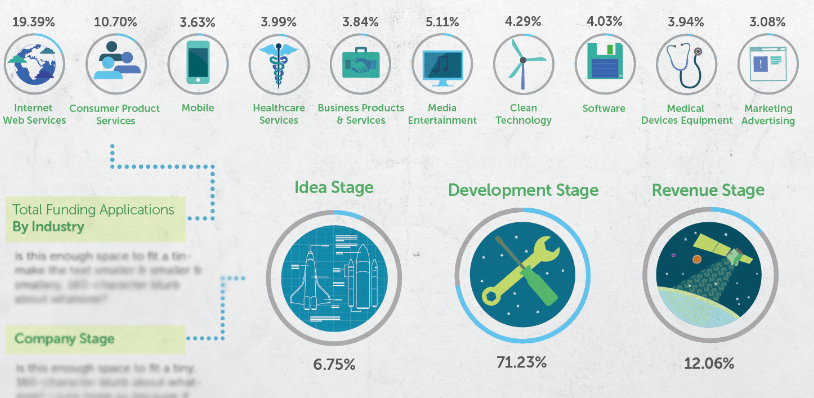 19.39% 10.70% 3.63% 3.99% 3.84% 5.11% 4.29% 4.03% 3.94% 3.08%
Internet Consumer Product Mobile Healthcare Business Products Media Clean Software Medical Marketing
Web Services Services Services & Services Entertainment Technology Devices Equipment Advertising
Idea Stage Development Stage Revenue Stage
Total Funding Applications
By Industry
is this enough space to fit a tin-
make the text smaller & smaller &
smallery. 160-character blurb
about whatever?
Company Stage
is this enough space to fit a tiny,
160-character blurb about what-
6.75% 71.23% 12.06%